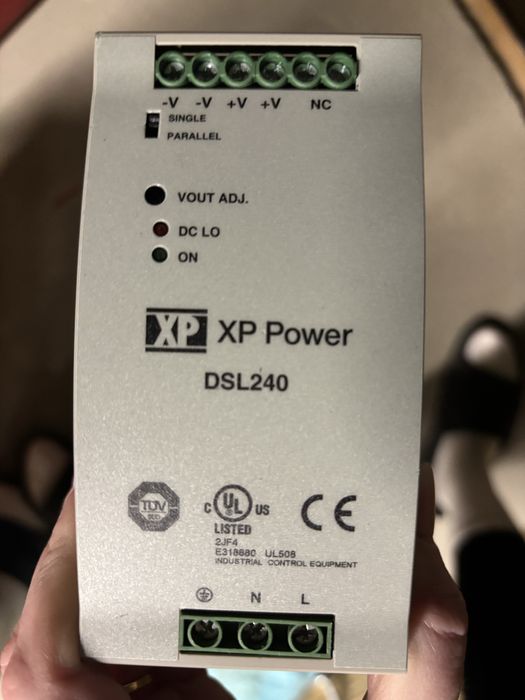 -V -V +V +V NC
SINGLE
PARALLEL
VOUT ADJ.
DC LO
ON
XP XP Power
DSL240
TÜV
C UL US
LISTED
CE
2JF4
E318880 UL508
INDUSTRIAL CONTROL EQUIPMENT
N L